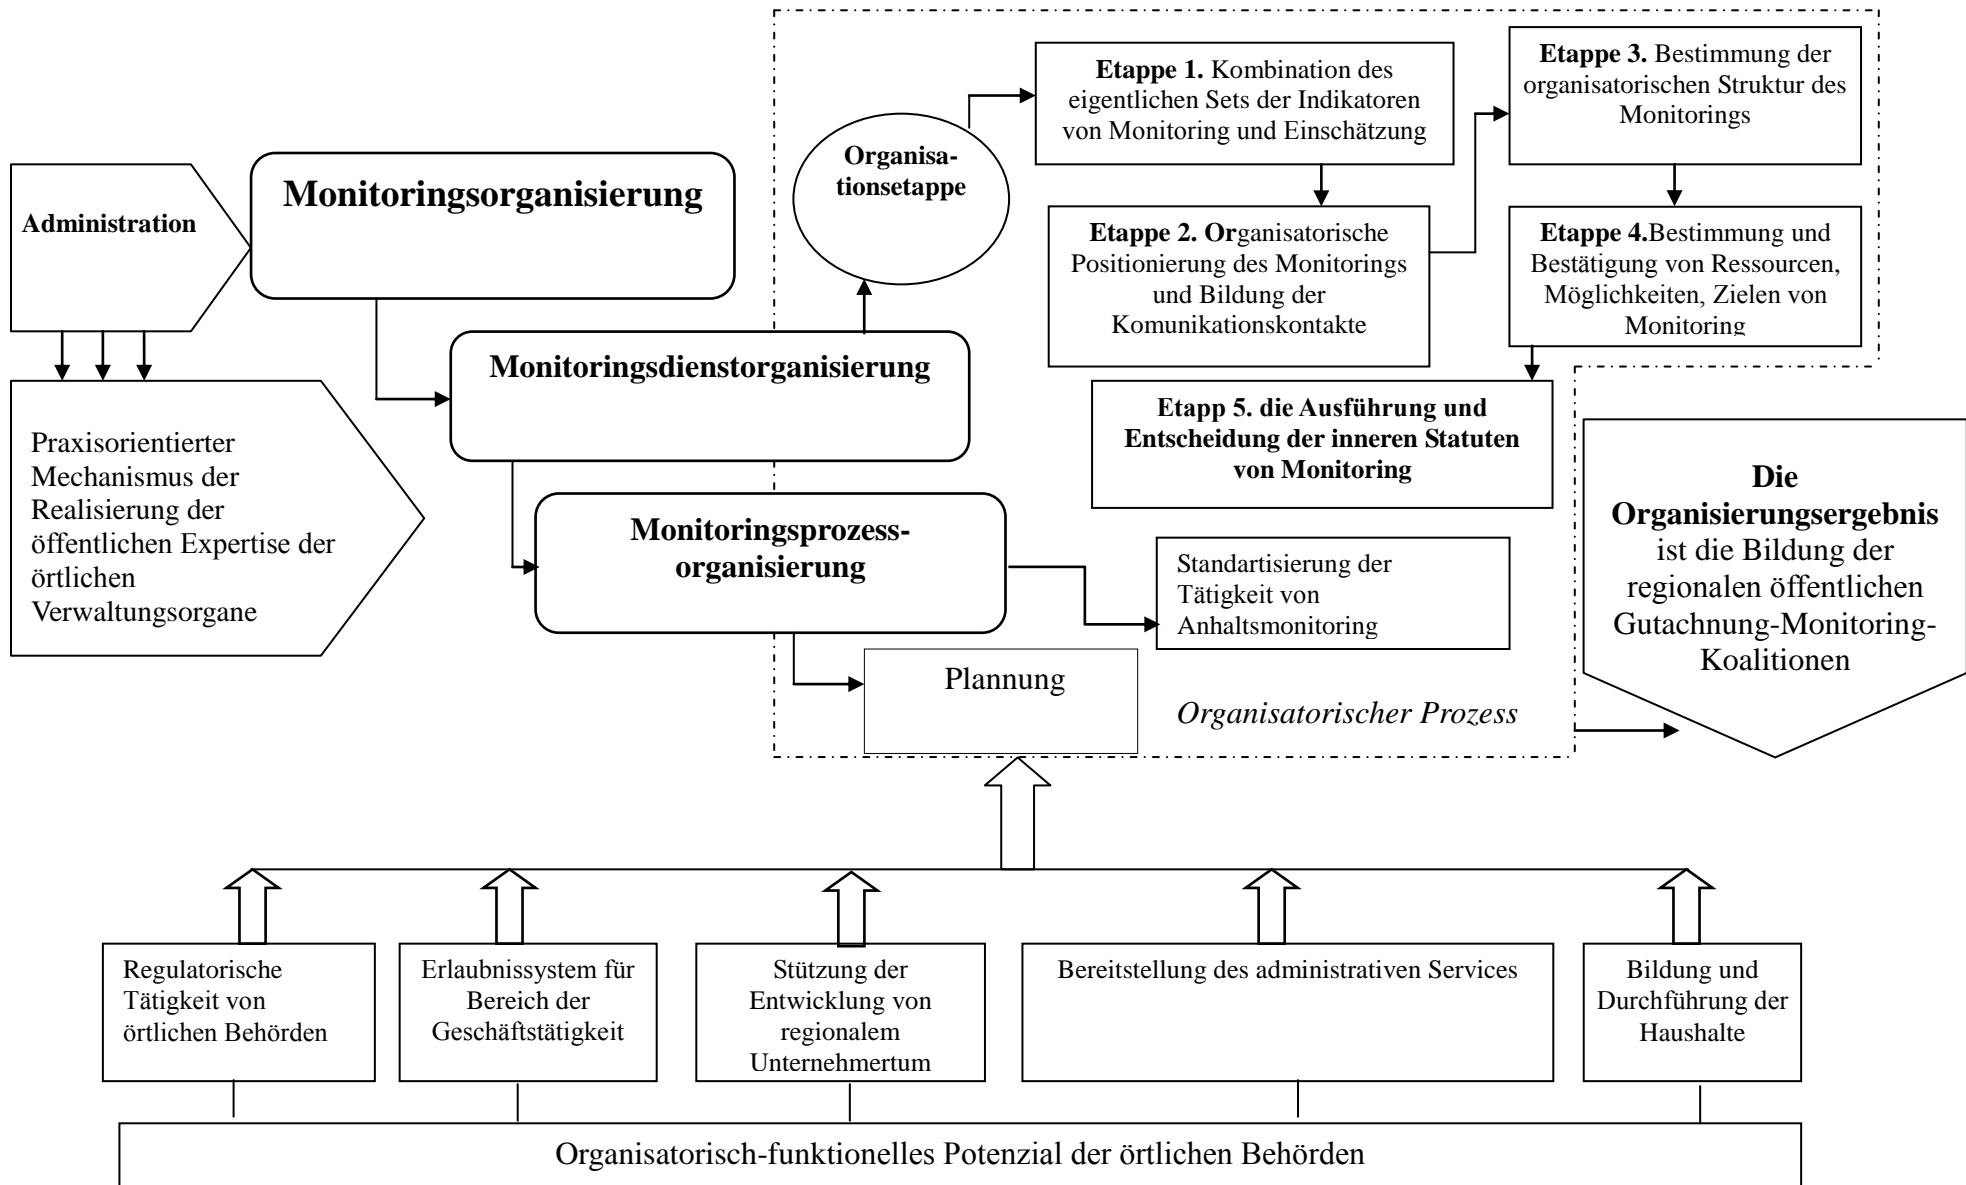 Administration
Praxisorientierter
Mechanismus der
Realisierung der
öffentlichen Expertise der
örtlichen
Verwaltungsorgane
Monitoringsorganisierung
Monitoringsdienstorganisierung
Monitoringsprozess-
organisierung
Organisa-
tionsetappe
Etappe 1. Kombination des
eigentlichen Sets der Indikatoren
von Monitoring und Einschätzung
Etappe 2. Organisatorische
Positionierung des Monitorings
und Bildung der
Komunikationskontakte
Etappe 3. Bestimmung der
organisatorischen Struktur des
Monitorings
Etappe 4.Bestimmung und
Bestätigung von Ressourcen,
Möglichkeiten, Zielen von
Monitoring
Etapp 5. die Ausführung und
Entscheidung der inneren Statuten
von Monitoring
Standartisierung der
Tätigkeit von
Anhaltsmonitoring
Plannung
Organisatorischer Prozess
Die
Organisierungsergebnis
ist die Bildung der
regionalen öffentlichen
Gutachnung-Monitoring-
Koalitionen
Regulatorische
Tätigkeit von
örtlichen Behörden
Erlaubnissystem für
Bereich der
Geschäftstätigkeit
Stützung der
Entwicklung von
regionalem
Unternehmertum
Bereitstellung des administrativen Services
Bildung und
Durchführung der
Haushalte
Organisatorisch-funktionelles Potenzial der örtlichen Behörden